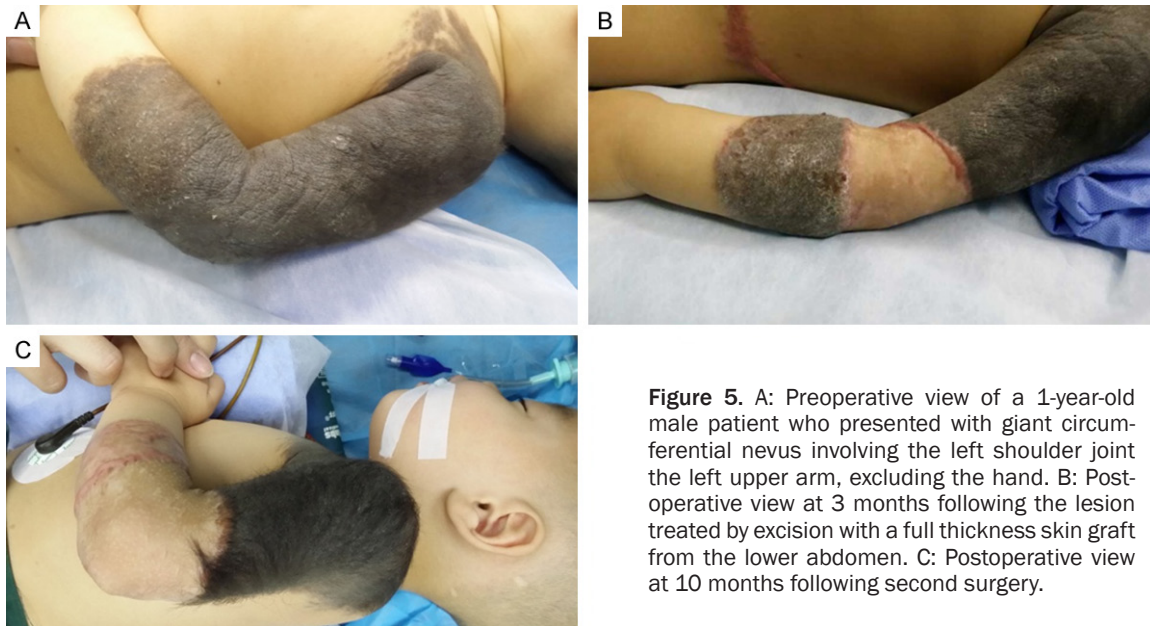 A
B
C
Figure 5. A: Preoperative view of a 1-year-old
male patient who presented with giant circum-
ferential nevus involving the left shoulder joint
the left upper arm, excluding the hand. B: Post-
operative view at 3 months following the lesion
treated by excision with a full thickness skin graft
from the lower abdomen. C: Postoperative view
at 10 months following second surgery.